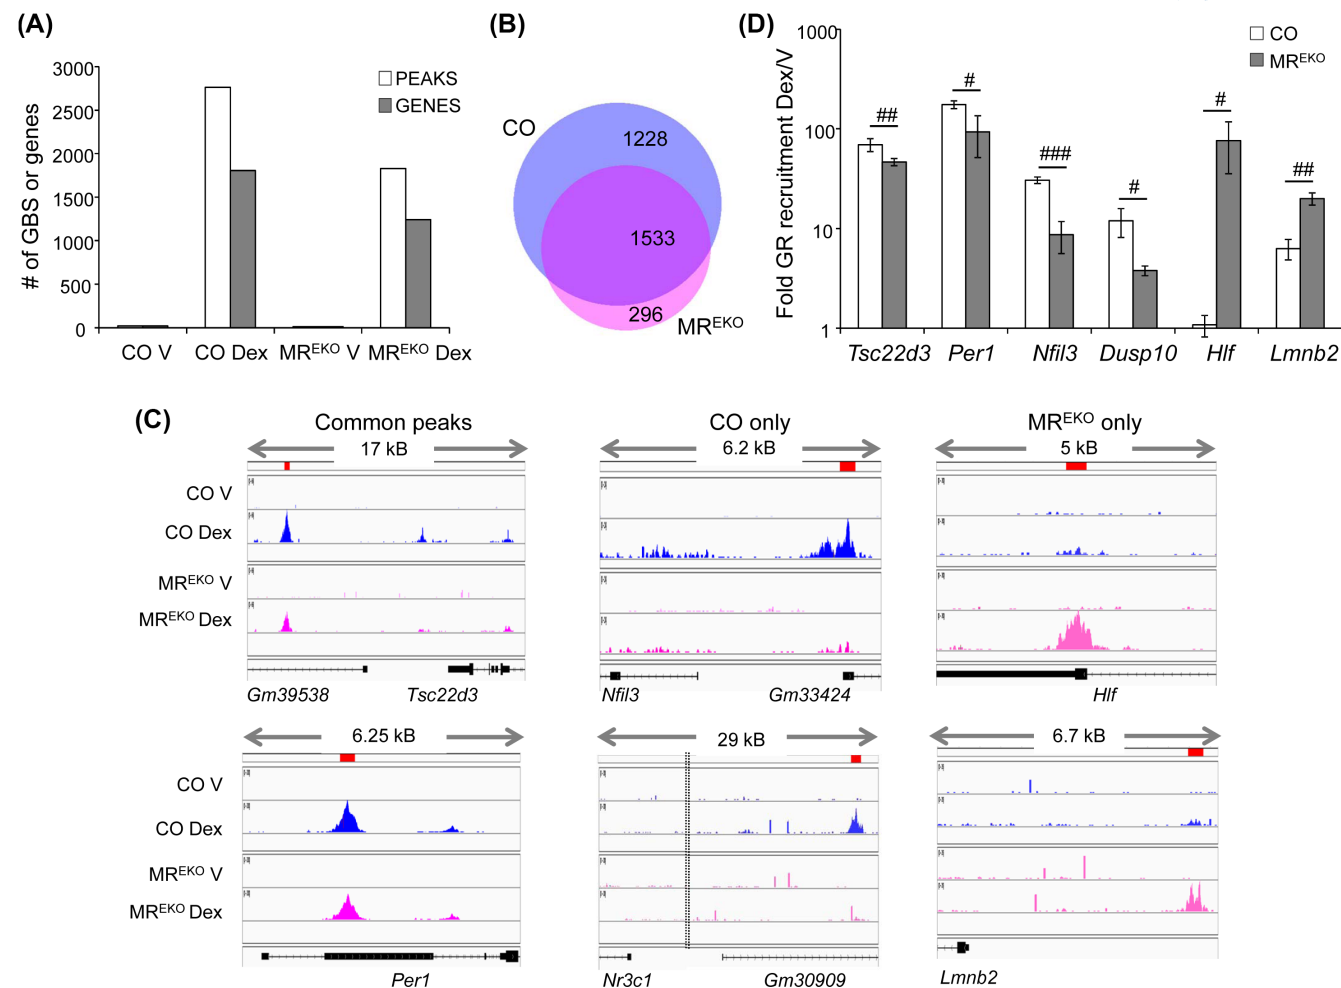 (A)
# of GBS or genes
3000
2500
2000
1500
1000
500
0
PEAKS
GENES
CO V
CO Dex
MREKO V
MREKO Dex
(B)
CO
1228
1533
296
MREKO
(D)
Fold GR recruitment Dex/V
1000
100
10
1
CO
MREKO
##
#
###
#
#
##
Tsc22d3
Per1
Nfil3
Dusp10
Hlf
Lmnb2
(C)
Common peaks
17 kB
CO V
CO Dex
MREKO V
MREKO Dex
Gm39538
Tsc22d3
CO only
6.2 kB
Nfil3
Gm33424
MREKO only
5 kB
Hlf
6.25 kB
CO V
CO Dex
MREKO V
MREKO Dex
Per1
29 kB
Nr3c1
Gm30909
6.7 kB
Lmnb2